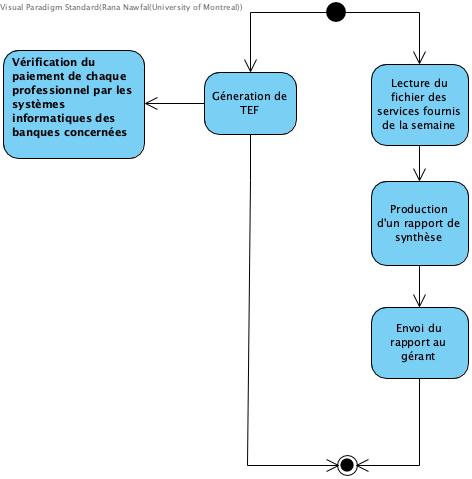 Visual Paradigm Standard(Rana Nawfal(University of Montreal))
Vérification du
paiement de chaque
professionnel par les
systèmes
informatiques des
banques concernées
Géneration de
TEF
Lecture du
fichier des
services fournis
de la semaine
Production
d'un rapport de
synthèse
Envoi du
rapport au
gérant